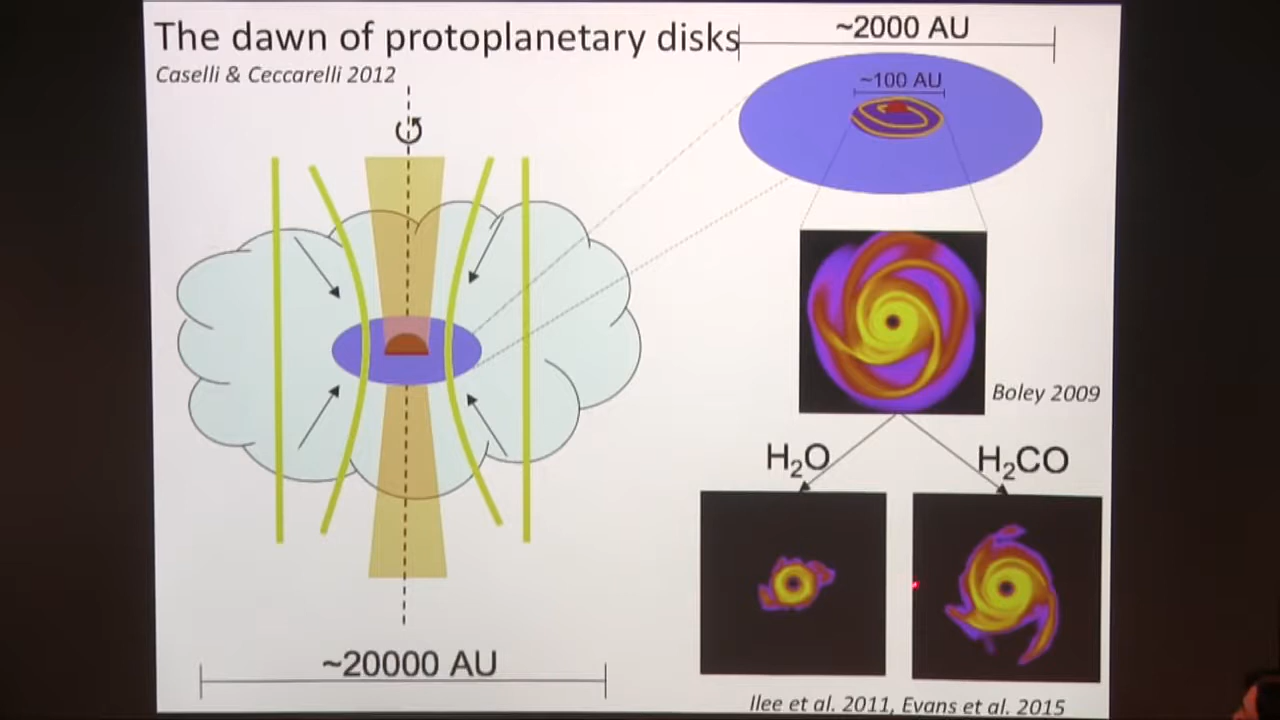 The dawn of protoplanetary disks
Caselli & Ceccarelli 2012
~2000 AU
~100 AU
Boley 2009
H₂O
H₂CO
~20000 AU
Ilee et al. 2011, Evans et al. 2015